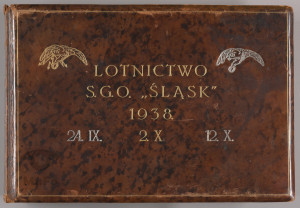 LOTNICTWO
S.G.O. „ŚLĄSK"
1938
24. IX. 2. X. 12. X.